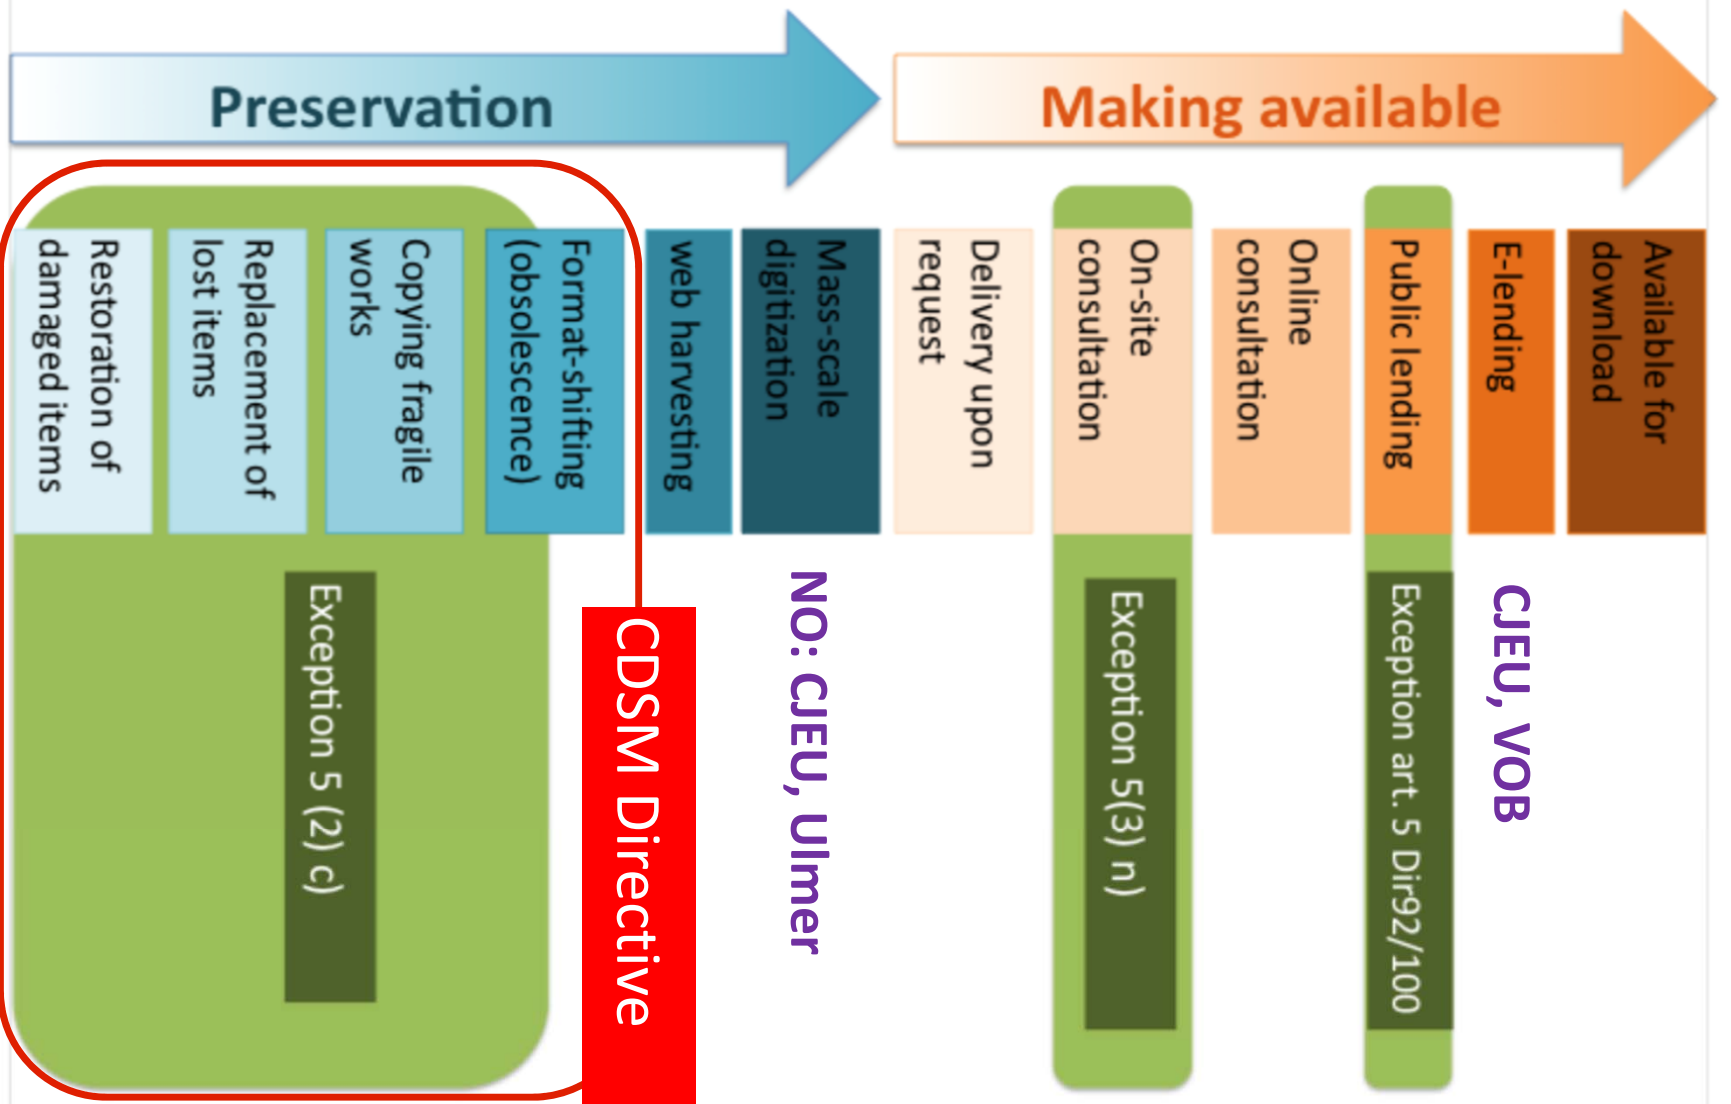 Preservation
Making available
Restoration of
damaged items
Replacement of
lost items
Copying fragile
works
Format-shifting
(obsolescence)
web harvesting
Mass-scale
digitization
Delivery upon
request
On-site
consultation
Online
consultation
Public lending
E-lending
Available for
download
Exception 5 (2) c)
CDSM Directive
NO: CJEU, Ulmer
Exception 5(3) n)
Exception art. 5 Dir92/100
CJEU, VOB